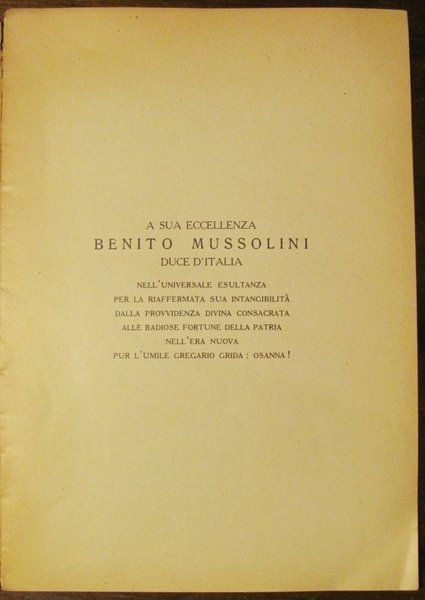 A SUA ECCELLENZA
BENITO MUSSOLINI
DUCE D'ITALIA
NELL'UNIVERSALE ESULTANZA
PER LA RIAFFERMATA SUA INTANGIBILITÀ
DALLA PROVVIDENZA DIVINA CONSACRATA
ALLE RADIOSE FORTUNE DELLA PATRIA
NELL'ERA NUOVA
PUR L'UMILE GREGARIO GRIDA : OSANNA !